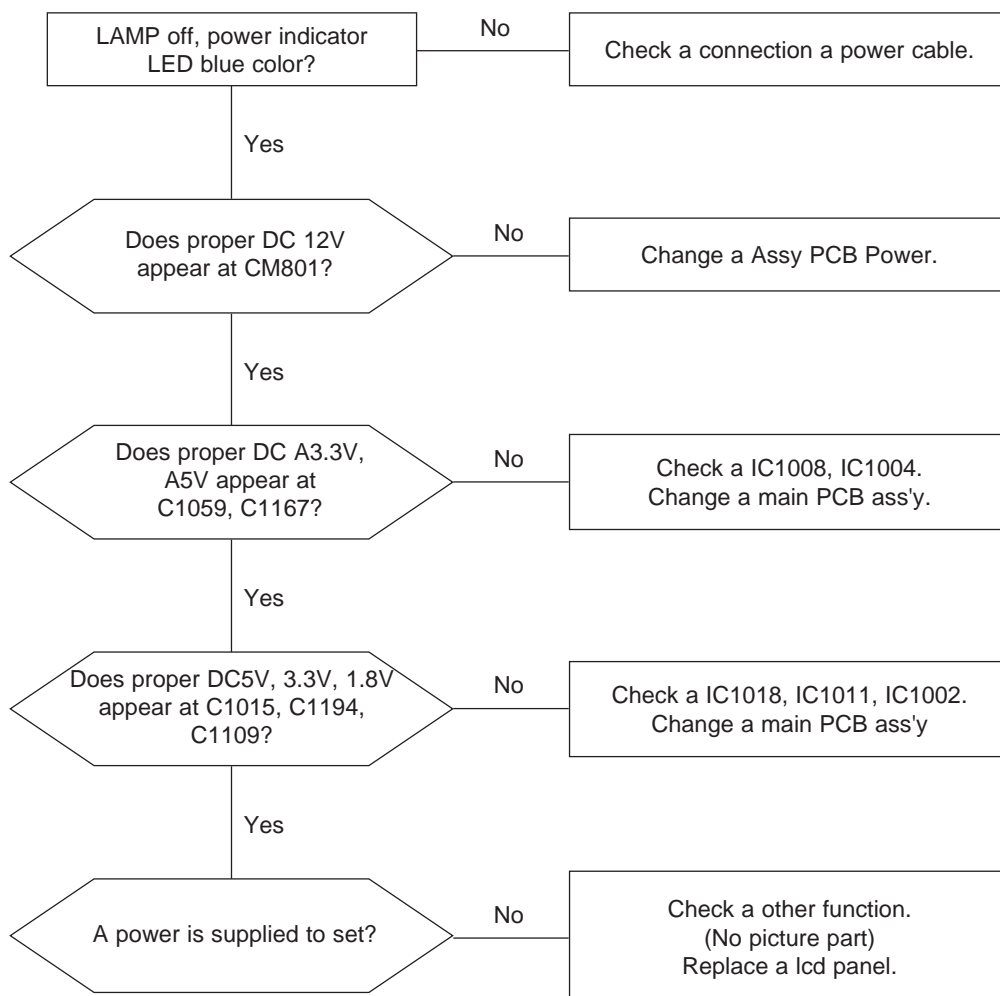 LAMP off, power indicator
LED blue color?
No
Check a connection a power cable.
Yes
Does proper DC 12V
appear at CM801?
No
Change a Assy PCB Power.
Yes
Does proper DC A3.3V,
A5V appear at
C1059, C1167?
No
Check a IC1008, IC1004.
Change a main PCB ass'y.
Yes
Does proper DC5V, 3.3V, 1.8V
appear at C1015, C1194,
C1109?
No
Check a IC1018, IC1011, IC1002.
Change a main PCB ass'y
Yes
A power is supplied to set?
No
Check a other function.
(No picture part)
Replace a lcd panel.